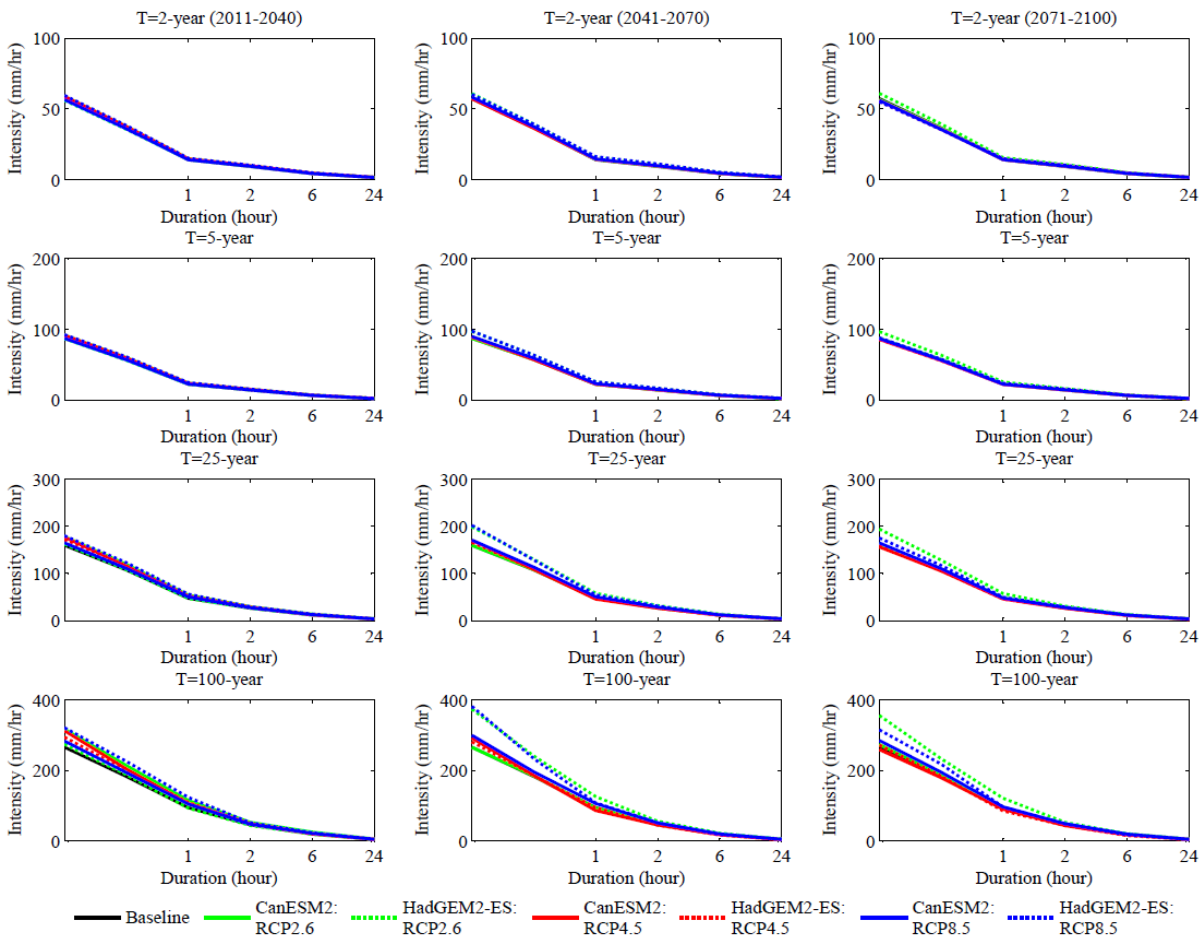 T=2-year (2011-2040)
T=2-year (2041-2070)
T=2-year (2071-2100)
Intensity (mm/hr)
100
50
0
1 2 6 24
Duration (hour)
Intensity (mm/hr)
100
50
0
1 2 6 24
Duration (hour)
Intensity (mm/hr)
100
50
0
1 2 6 24
Duration (hour)
T=5-year
T=5-year
T=5-year
Intensity (mm/hr)
200
100
0
1 2 6 24
Duration (hour)
Intensity (mm/hr)
200
100
0
1 2 6 24
Duration (hour)
Intensity (mm/hr)
200
100
0
1 2 6 24
Duration (hour)
T=25-year
T=25-year
T=25-year
Intensity (mm/hr)
300
200
100
0
1 2 6 24
Duration (hour)
Intensity (mm/hr)
300
200
100
0
1 2 6 24
Duration (hour)
Intensity (mm/hr)
300
200
100
0
1 2 6 24
Duration (hour)
T=100-year
T=100-year
T=100-year
Intensity (mm/hr)
400
200
0
1 2 6 24
Duration (hour)
Intensity (mm/hr)
400
200
0
1 2 6 24
Duration (hour)
Intensity (mm/hr)
400
200
0
1 2 6 24
Duration (hour)
Baseline
CanESM2:
RCP2.6
HadGEM2-ES:
RCP2.6
CanESM2:
RCP4.5
HadGEM2-ES:
RCP4.5
CanESM2:
RCP8.5
HadGEM2-ES:
RCP8.5